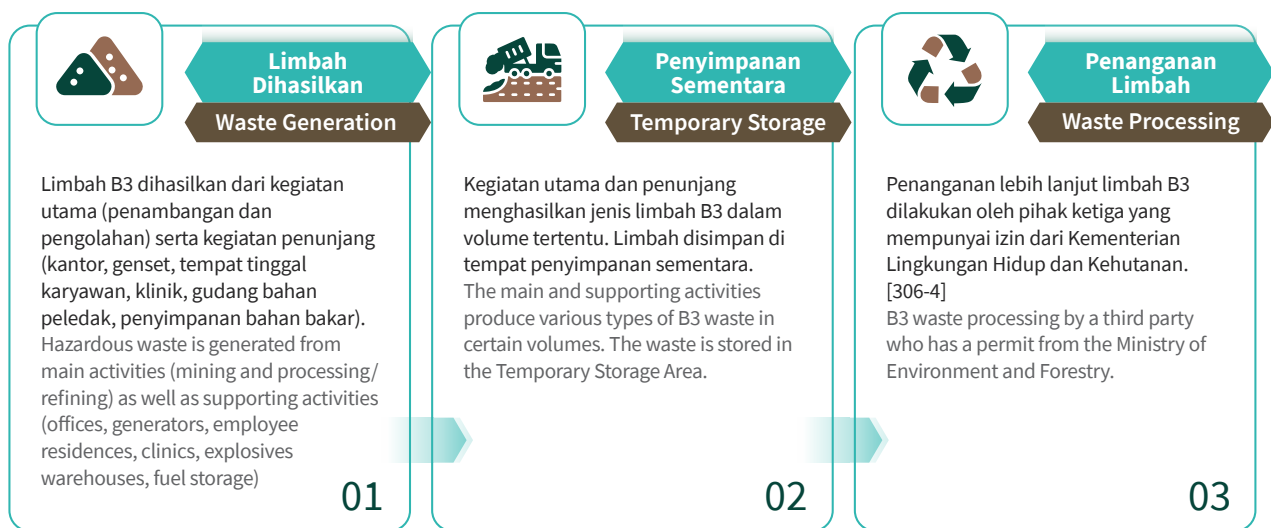 Limbah
Dihasilkan
Waste Generation
Limbah B3 dihasilkan dari kegiatan
utama (penambangan dan
pengolahan) serta kegiatan penunjang
(kantor, genset, tempat tinggal
karyawan, klinik, gudang bahan
peledak, penyimpanan bahan bakar).
Hazardous waste is generated from
main activities (mining and processing/
refining) as well as supporting activities
(offices, generators, employee
residences, clinics, explosives
warehouses, fuel storage)
01
Penyimpanan
Sementara
Temporary Storage
Kegiatan utama dan penunjang
menghasilkan jenis limbah B3 dalam
volume tertentu. Limbah disimpan di
tempat penyimpanan sementara.
The main and supporting activities
produce various types of B3 waste in
certain volumes. The waste is stored in
the Temporary Storage Area.
02
Penanganan
Limbah
Waste Processing
Penanganan lebih lanjut limbah B3
dilakukan oleh pihak ketiga yang
mempunyai izin dari Kementerian
Lingkungan Hidup dan Kehutanan.
[306-4]
B3 waste processing by a third party
who has a permit from the Ministry of
Environment and Forestry.
03